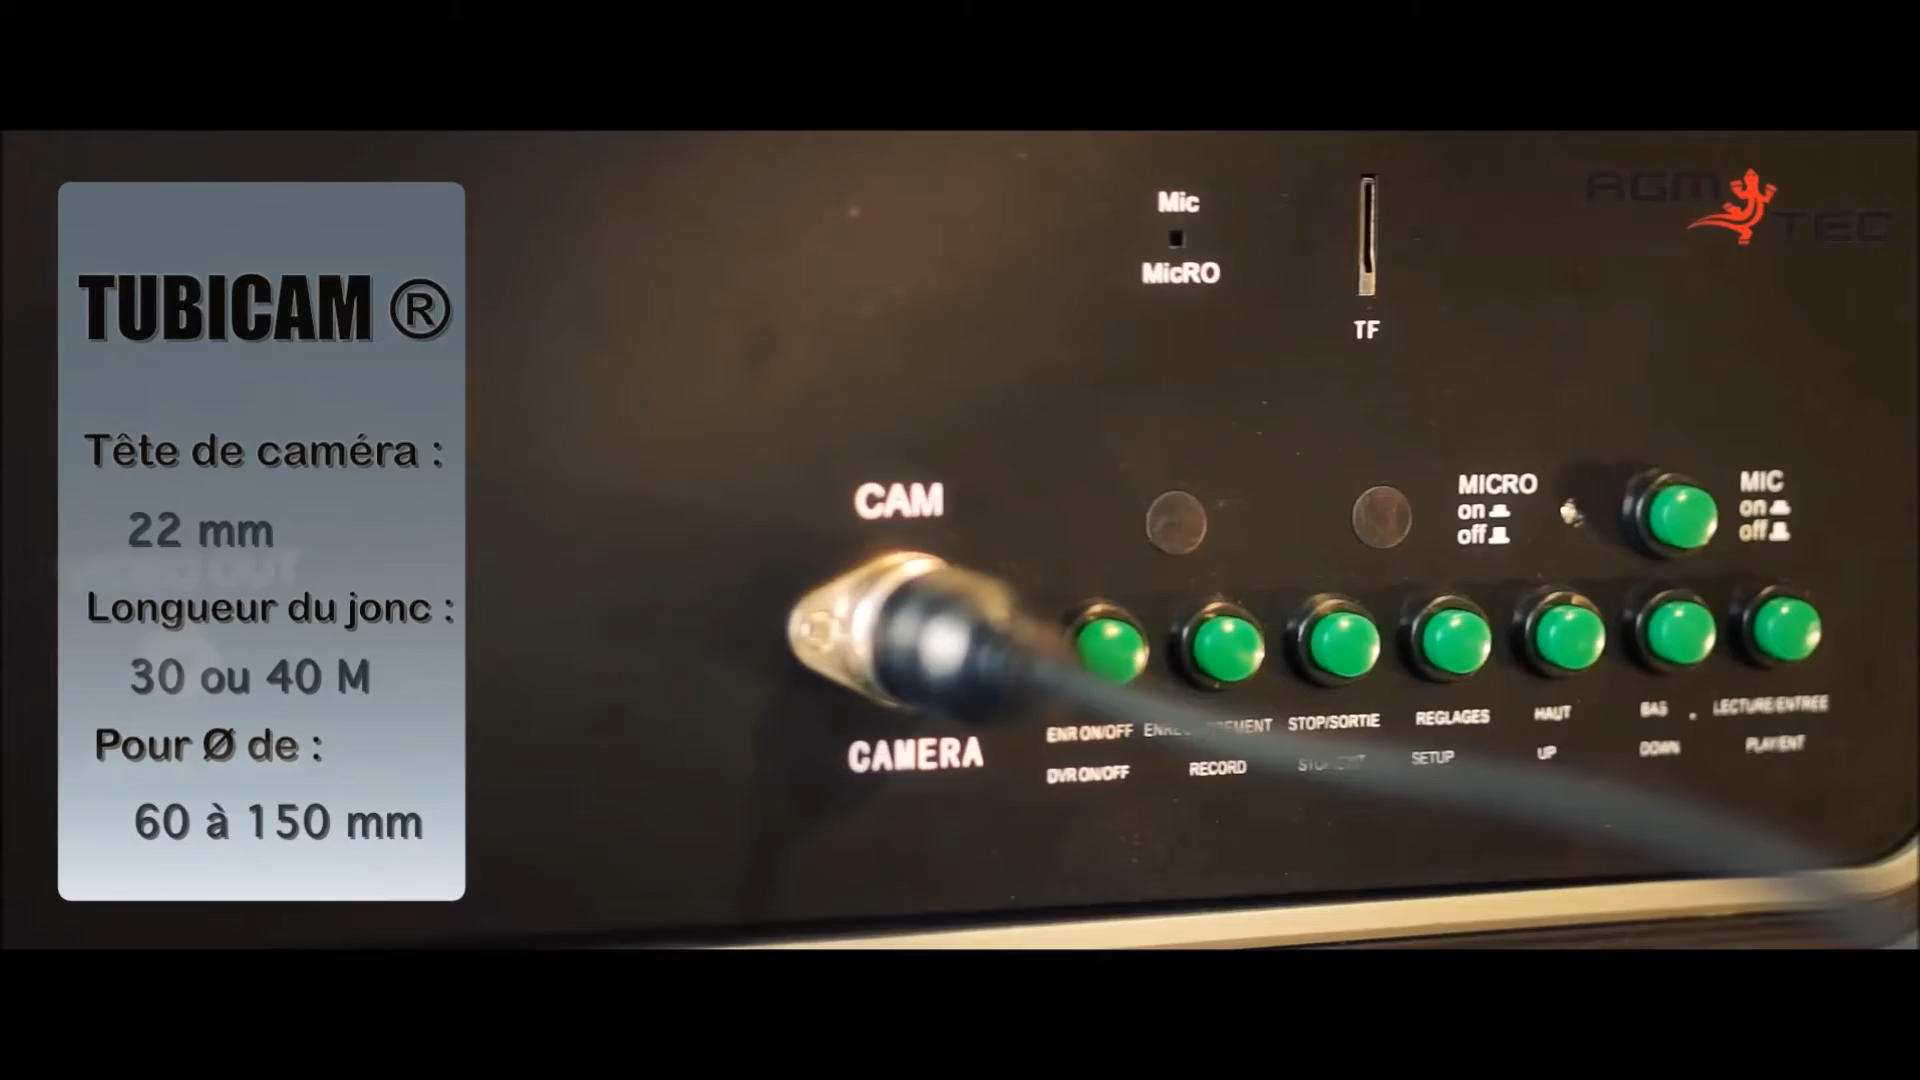 TUBICAM ®
Tête de caméra :
22 mm
Longueur du jonc :
30 ou 40 M
Pour Ø de :
60 à 150 mm
AGM TEC
Mic
MicRO
TF
CAM
CAMERA
MICRO
on
off
MIC
on
off
ENR ON/OFF
STOP/SORTIE
REGLAGES
HAUT
BAS
LECTURE/ENTREE
DVR ON/OFF
RECORD
SETUP
UP
DOWN
PLAY/ENT